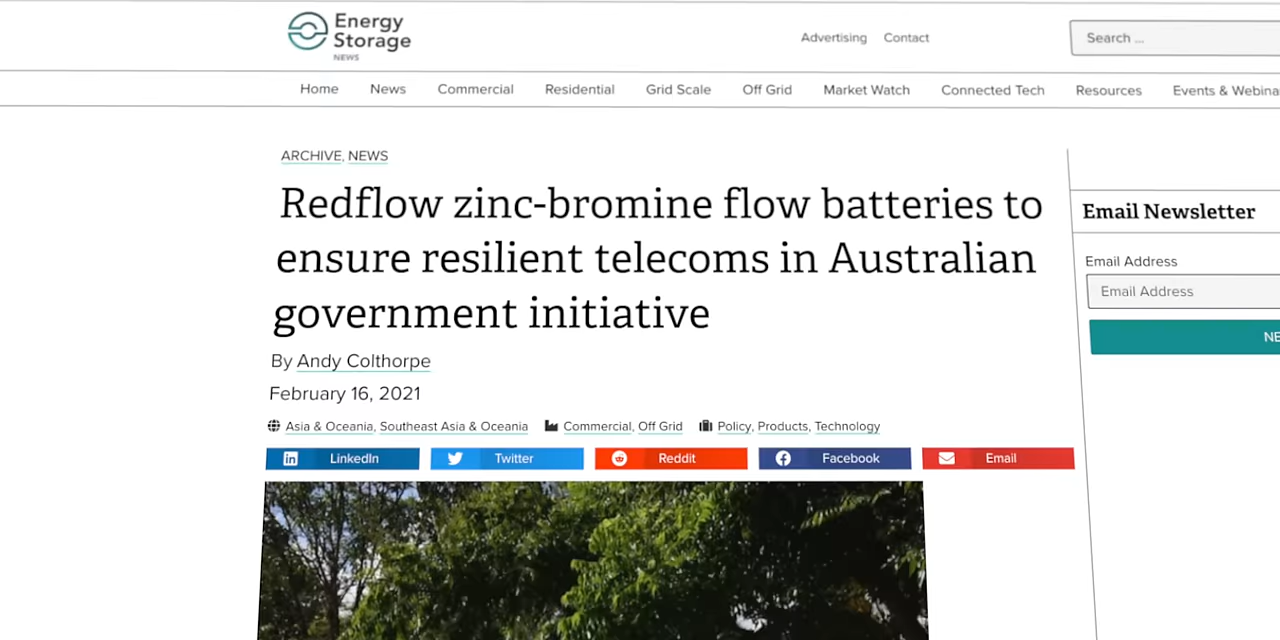 Energy
Storage
NEWS
Advertising Contact
Search ...
Home News Commercial Residential Grid Scale Off Grid Market Watch Connected Tech Resources Events & Webina
ARCHIVE, NEWS
Redflow zinc-bromine flow batteries to
ensure resilient telecoms in Australian
government initiative
By Andy Colthorpe
February 16, 2021
Asia & Oceania, Southeast Asia & Oceania Commercial, Off Grid Policy, Products, Technology
LinkedIn Twitter Reddit Facebook Email
Email Newsletter
Email Address
Email Address
NE